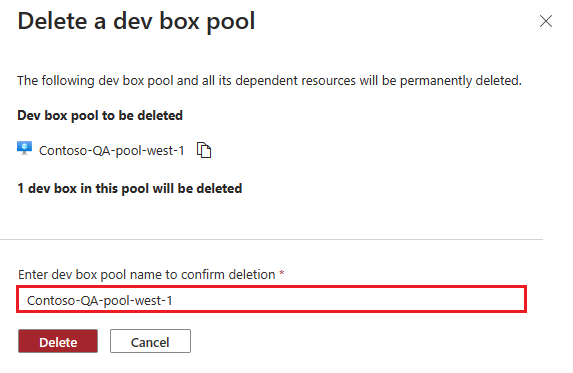 Delete a dev box pool
The following dev box pool and all its dependent resources will be permanently deleted.
Dev box pool to be deleted
Contoso-QA-pool-west-1
1 dev box in this pool will be deleted
Enter dev box pool name to confirm deletion *
Contoso-QA-pool-west-1
Delete
Cancel